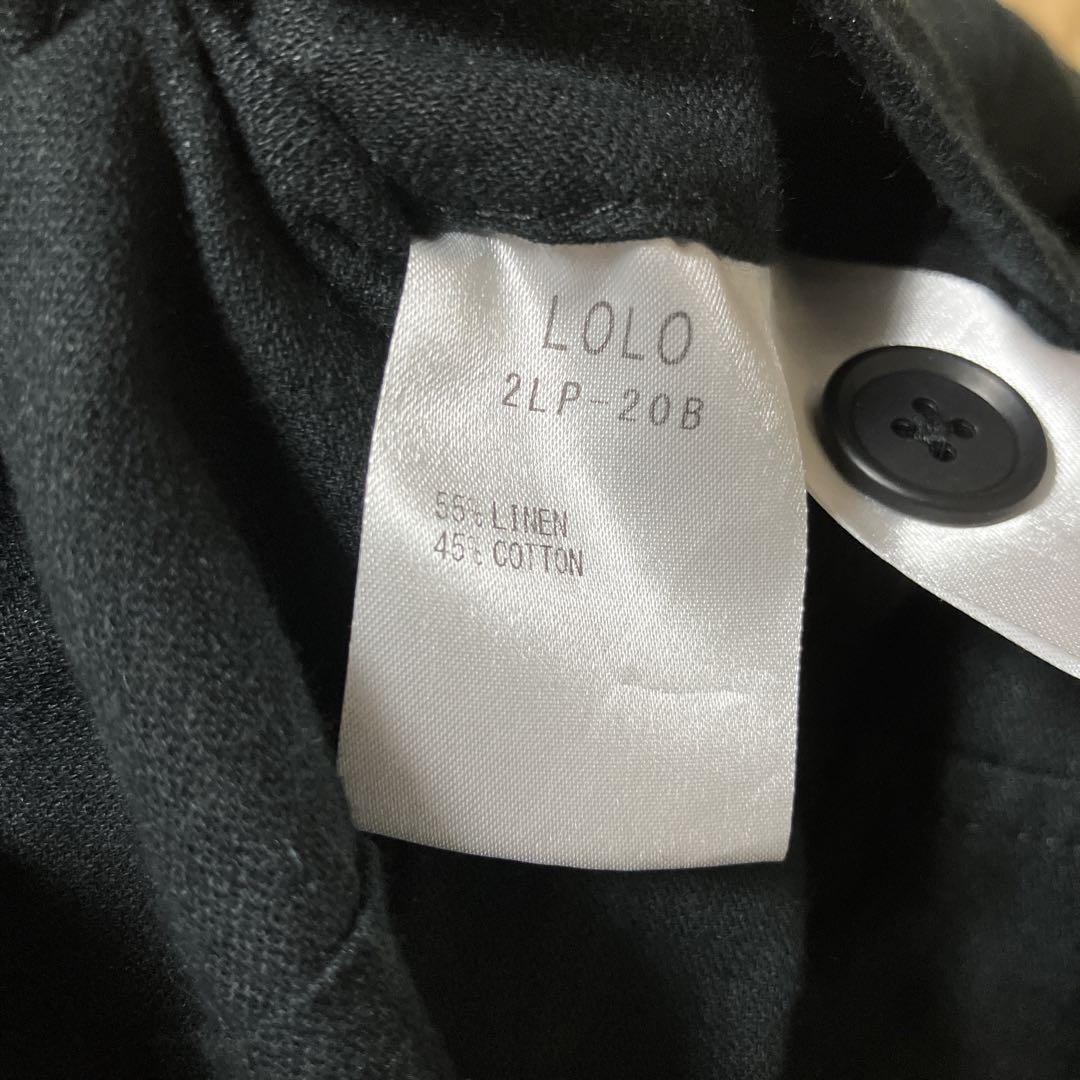 LOLO
2LP-20B
55% LINEN
45% COTTON